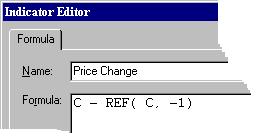 Indicator Editor
Formula
Name: Price Change
Formula: C - REF( C, -1)